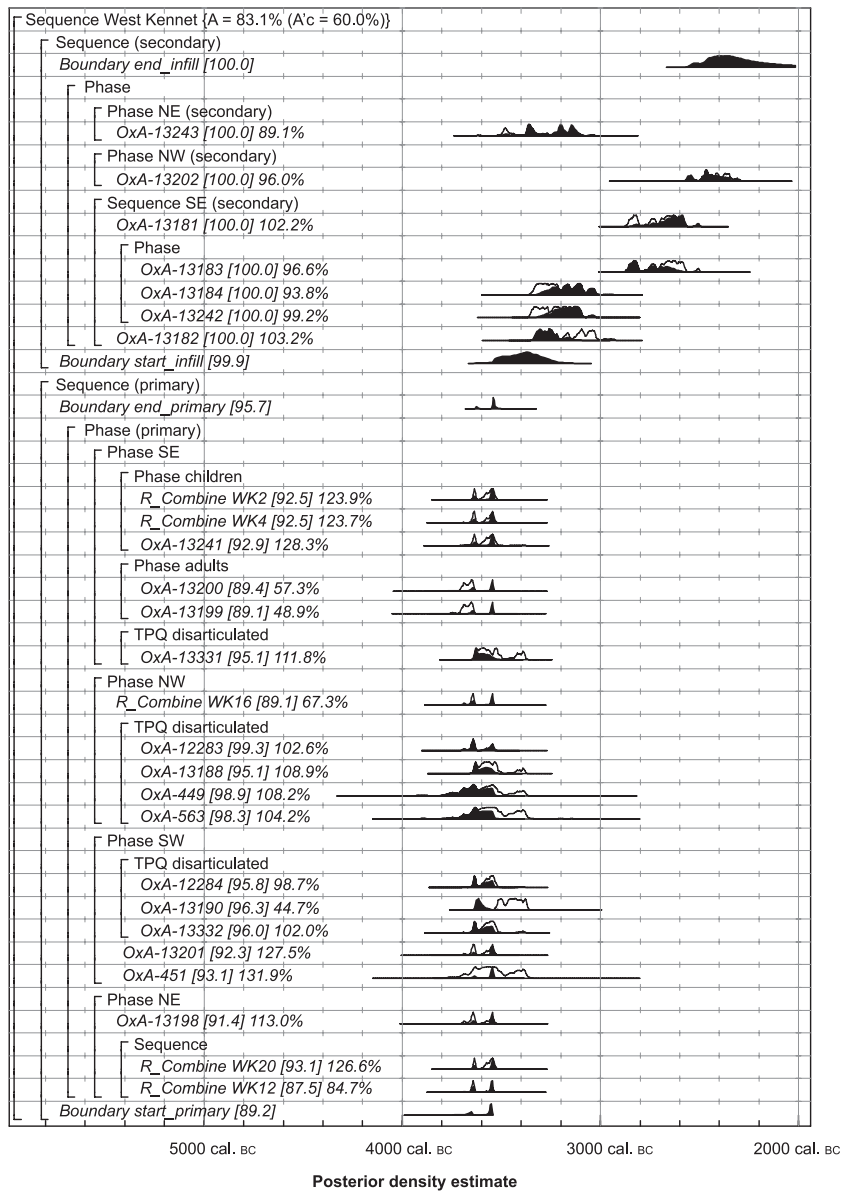 Sequence West Kennet {A = 83.1% (A'c = 60.0%)}
Sequence (secondary)
Boundary end_infill [100.0]
Phase
Phase NE (secondary)
OxA-13243 [100.0] 89.1%
Phase NW (secondary)
OxA-13202 [100.0] 96.0%
Sequence SE (secondary)
OxA-13181 [100.0] 102.2%
Phase
OxA-13183 [100.0] 96.6%
OxA-13184 [100.0] 93.8%
OxA-13242 [100.0] 99.2%
OxA-13182 [100.0] 103.2%
Boundary start_infill [99.9]
Sequence (primary)
Boundary end_primary [95.7]
Phase (primary)
Phase SE
Phase children
R_Combine WK2 [92.5] 123.9%
R_Combine WK4 [92.5] 123.7%
OxA-13241 [92.9] 128.3%
Phase adults
OxA-13200 [89.4] 57.3%
OxA-13199 [89.1] 48.9%
TPQ disarticulated
OxA-13331 [95.1] 111.8%
Phase NW
R_Combine WK16 [89.1] 67.3%
TPQ disarticulated
OxA-12283 [99.3] 102.6%
OxA-13188 [95.1] 108.9%
OxA-449 [98.9] 108.2%
OxA-563 [98.3] 104.2%
Phase SW
TPQ disarticulated
OxA-12284 [95.8] 98.7%
OxA-13190 [96.3] 44.7%
OxA-13332 [96.0] 102.0%
OxA-13201 [92.3] 127.5%
OxA-451 [93.1] 131.9%
Phase NE
OxA-13198 [91.4] 113.0%
Sequence
R_Combine WK20 [93.1] 126.6%
R_Combine WK12 [87.5] 84.7%
Boundary start_primary [89.2]
5000 cal. BC 4000 cal. BC 3000 cal. BC 2000 cal. BC
Posterior density estimate